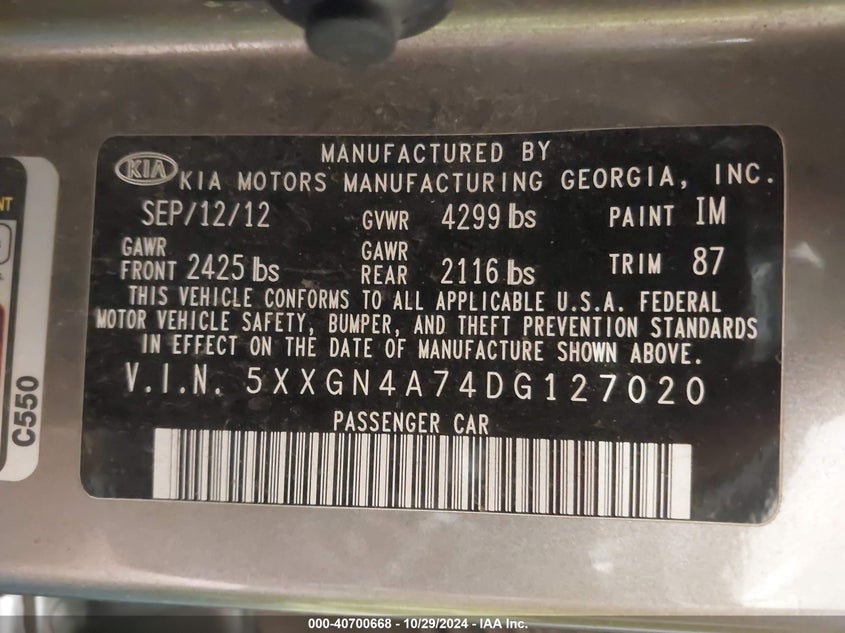 MANUFACTURED BY
KIA
KIA MOTORS MANUFACTURING GEORGIA, INC.
SEP/12/12 GVWR 4299 lbs PAINT IM
GAWR FRONT 2425 lbs GAWR REAR 2116 lbs TRIM 87
THIS VEHICLE CONFORMS TO ALL APPLICABLE U.S.A. FEDERAL
MOTOR VEHICLE SAFETY, BUMPER, AND THEFT PREVENTION STANDARDS
IN EFFECT ON THE DATE OF MANUFACTURE SHOWN ABOVE.
V.I.N. 5XXGN4A74DG127020
PASSENGER CAR
C550
NT
000-40700668 - 10/29/2024 - IAA Inc.